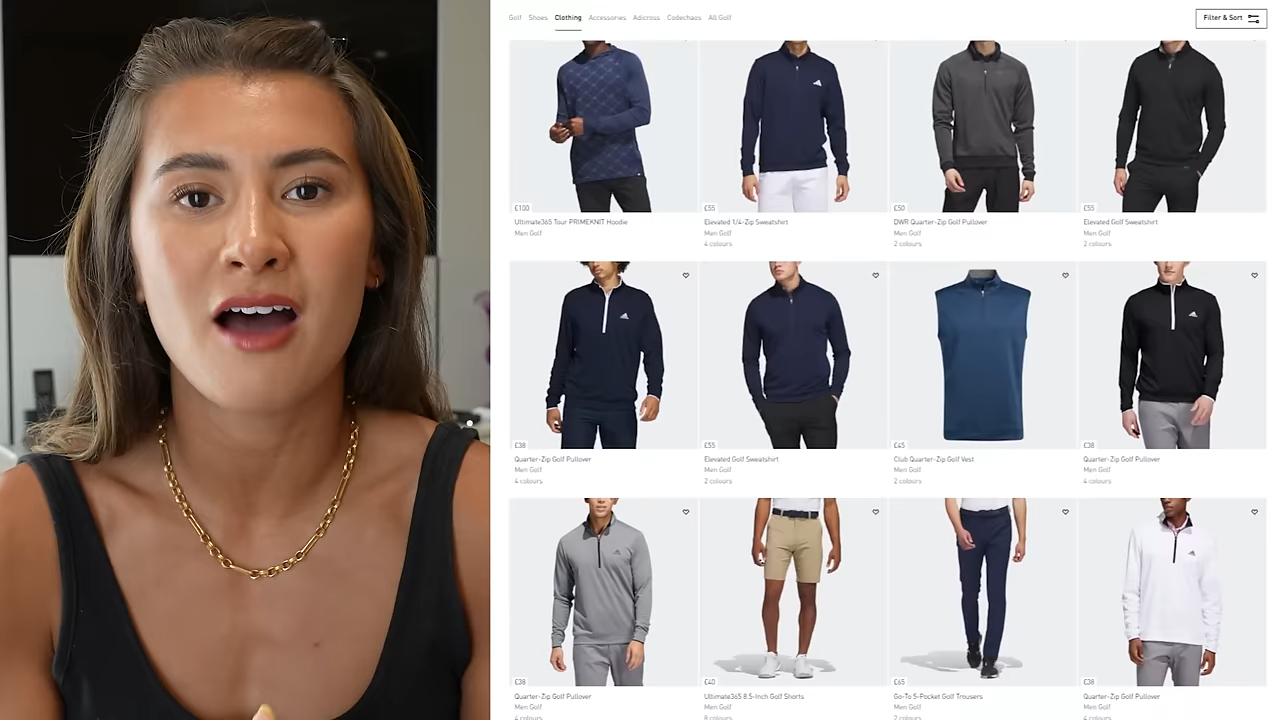 Golf Shoes Clothing Accessories Adicross Codechaos All Golf
Filter & Sort
£100
Ultimate365 Tour PRIMEKNIT Hoodie
Men Golf
£55
Elevated 1/4-Zip Sweatshirt
Men Golf
4 colours
£50
DWR Quarter-Zip Golf Pullover
Men Golf
2 colours
£55
Elevated Golf Sweatshirt
Men Golf
2 colours
£38
Quarter-Zip Golf Pullover
Men Golf
4 colours
£55
Elevated Golf Sweatshirt
Men Golf
2 colours
£45
Club Quarter-Zip Golf Vest
Men Golf
2 colours
£38
Quarter-Zip Golf Pullover
Men Golf
4 colours
£38
Quarter-Zip Golf Pullover
Men Golf
4 colours
£40
Ultimate365 8.5-Inch Golf Shorts
Men Golf
8 colours
£65
Go-To 5-Pocket Golf Trousers
Men Golf
2 colours
£38
Quarter-Zip Golf Pullover
Men Golf
4 colours